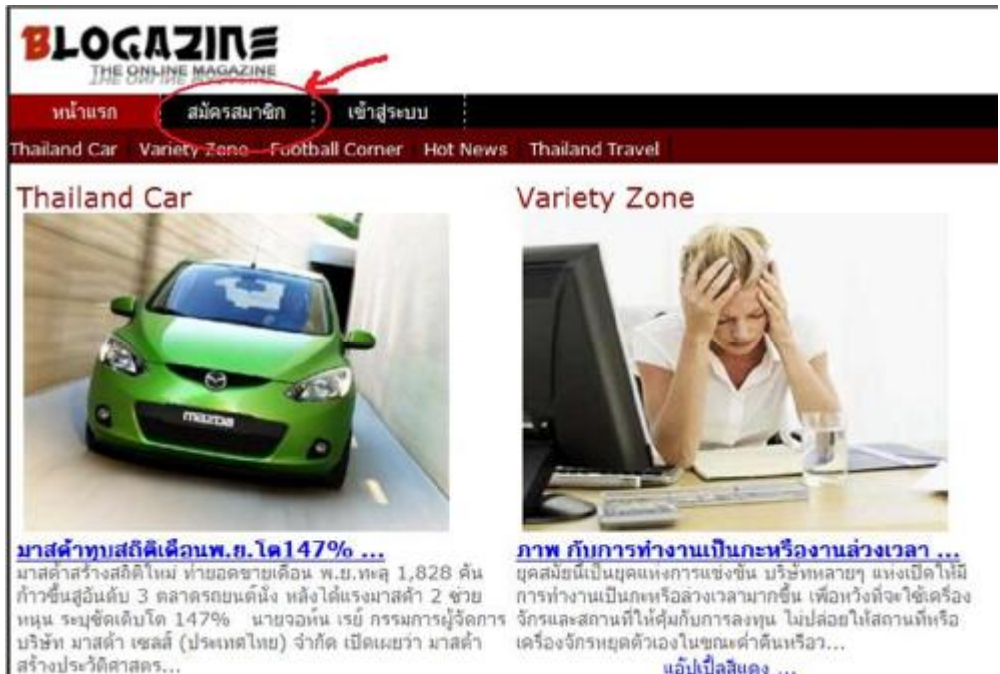 BLOGAZINE
THE ONLINE MAGAZINE
หน้าแรก สมัครสมาชิก เข้าสู่ระบบ
Thailand Car Variety Zone Football Corner Hot News Thailand Travel
Thailand Car
mazda
มาสด้าทุบสถิติเดือนพ.ย.โต147% ...
มาสด้าสร้างสถิติใหม่ ทำยอดขายเดือน พ.ย.ทะลุ 1,828 คัน
ก้าวขึ้นสู่อันดับ 3 ตลาดรถยนต์นั่ง หลังได้แรงมาสด้า 2 ช่วย
หนุน ระบุขีดเติบโต 147% นายจอห์น เรย์ กรรมการผู้จัดการ
บริษัท มาสด้า เซลส์ (ประเทศไทย) จำกัด เปิดเผยว่า มาสด้า
สร้างประวัติศาสตร...
Variety Zone
ภาพ กับการทำงานเป็นกะหรืองานล่วงเวลา ...
ยุคสมัยนี้เป็นยุคแห่งการแข่งขัน บริษัทหลายๆ แห่งเปิดให้มี
การทำงานเป็นกะหรือล่วงเวลามากขึ้น เพื่อหวังที่จะใช้เครื่อง
จักรและสถานที่ให้คุ้มกับการลงทุน ไม่ปล่อยให้สถานที่หรือ
เครื่องจักรหยุดตัวเองในขณะค่ำคืนหรือว...
แอ๊ปเปิ้ลสีแดง ...